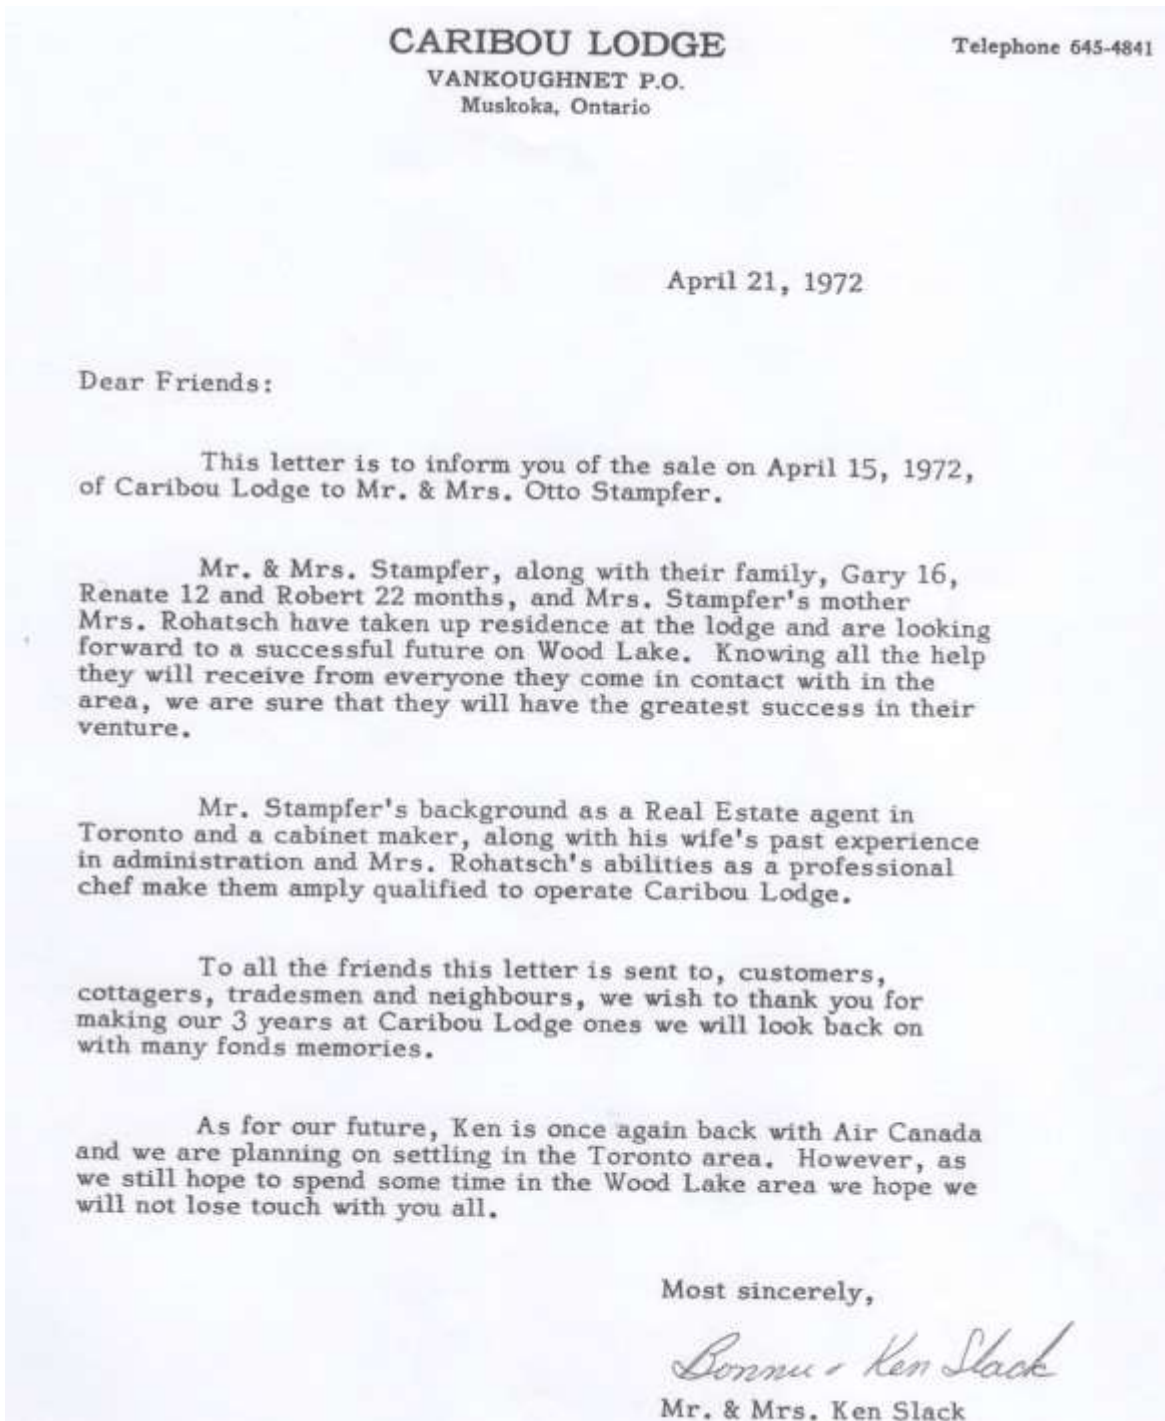 CARIBOU LODGE
Telephone 645-4841
VANKOUGHNET P.O.
Muskoka, Ontario
April 21, 1972
Dear Friends:
This letter is to inform you of the sale on April 15, 1972,
of Caribou Lodge to Mr. & Mrs. Otto Stampfer.
Mr. & Mrs. Stampfer, along with their family, Gary 16,
Renate 12 and Robert 22 months, and Mrs. Stampfer's mother
Mrs. Rohatsch have taken up residence at the lodge and are looking
forward to a successful future on Wood Lake. Knowing all the help
they will receive from everyone they come in contact with in the
area, we are sure that they will have the greatest success in their
venture.
Mr. Stampfer's background as a Real Estate agent in
Toronto and a cabinet maker, along with his wife's past experience
in administration and Mrs. Rohatsch's abilities as a professional
chef make them amply qualified to operate Caribou Lodge.
To all the friends this letter is sent to, customers,
cottagers, tradesmen and neighbours, we wish to thank you for
making our 3 years at Caribou Lodge ones we will look back on
with many fonds memories.
As for our future, Ken is once again back with Air Canada
and we are planning on settling in the Toronto area. However, as
we still hope to spend some time in the Wood Lake area we hope we
will not lose touch with you all.
Most sincerely,
Bonnie & Ken Slack
Mr. & Mrs. Ken Slack